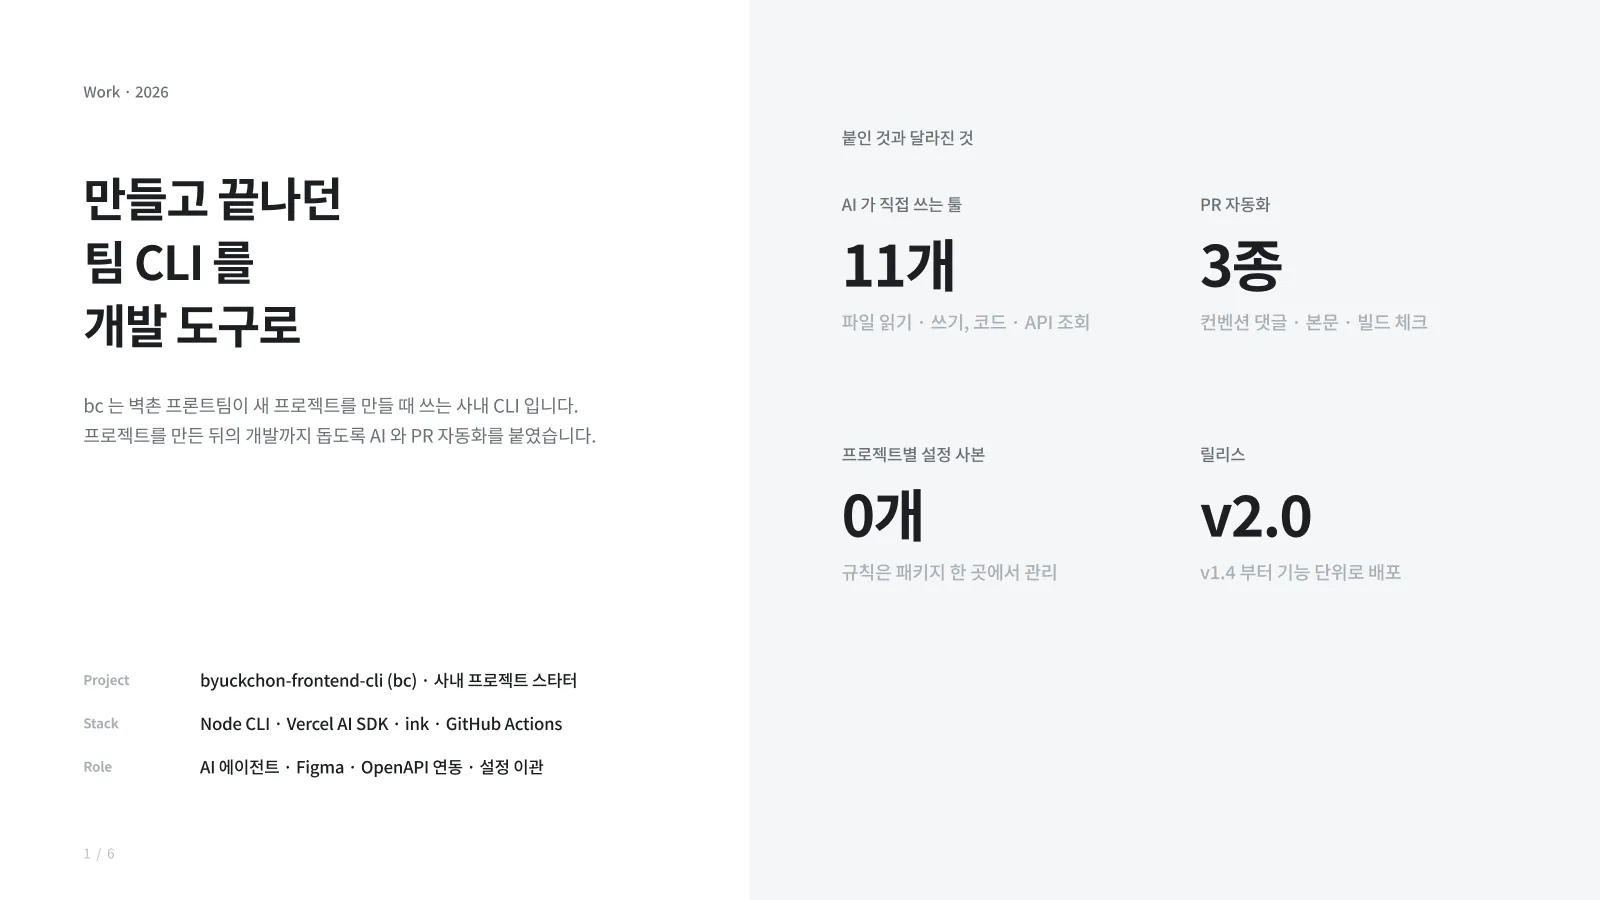 Work · 2026
만들고 끝나던
팀 CLI 를
개발 도구로
bc 는 벽촌 프론트팀이 새 프로젝트를 만들 때 쓰는 사내 CLI 입니다.
프로젝트를 만든 뒤의 개발까지 돕도록 AI 와 PR 자동화를 붙였습니다.
Project byuckchon-frontend-cli (bc) · 사내 프로젝트 스타터
Stack Node CLI · Vercel AI SDK · ink · GitHub Actions
Role AI 에이전트 · Figma · OpenAPI 연동 · 설정 이관
1 / 6
붙인 것과 달라진 것
AI 가 직접 쓰는 툴
11개
파일 읽기 · 쓰기, 코드 · API 조회
PR 자동화
3종
컨벤션 댓글 · 본문 · 빌드 체크
프로젝트별 설정 사본
0개
규칙은 패키지 한 곳에서 관리
릴리스
v2.0
v1.4 부터 기능 단위로 배포